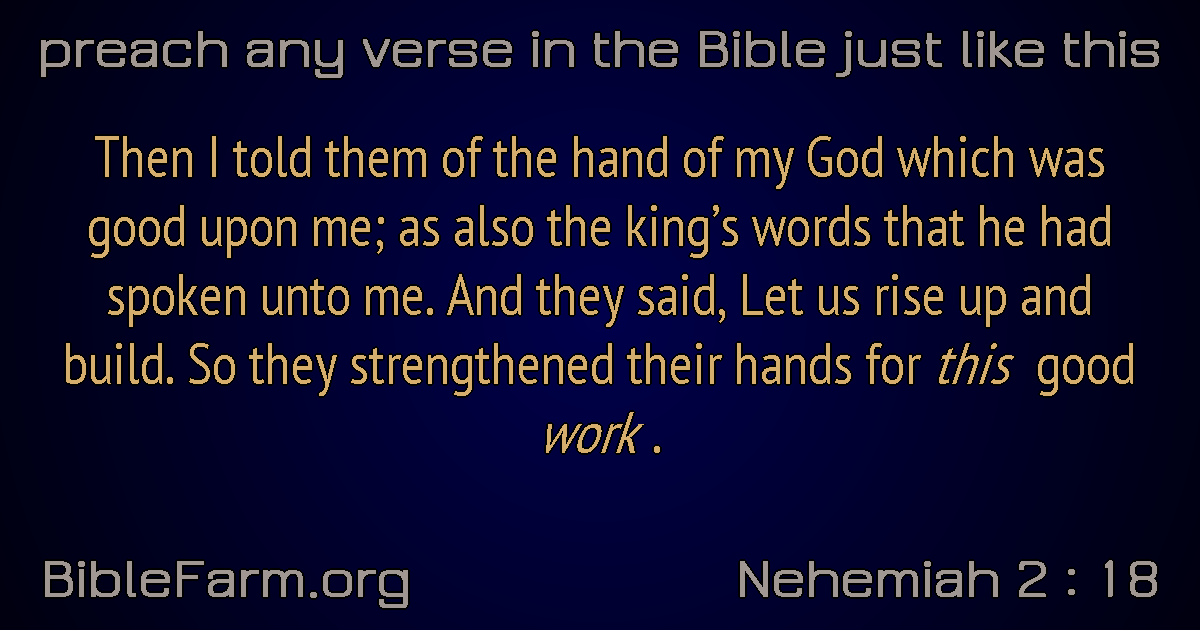 preach any verse in the Bible just like this
Then I told them of the hand of my God which was
good upon me; as also the king’s words that he had
spoken unto me. And they said, Let us rise up and
build. So they strengthened their hands for this good
work .
BibleFarm.org
Nehemiah 2 : 18